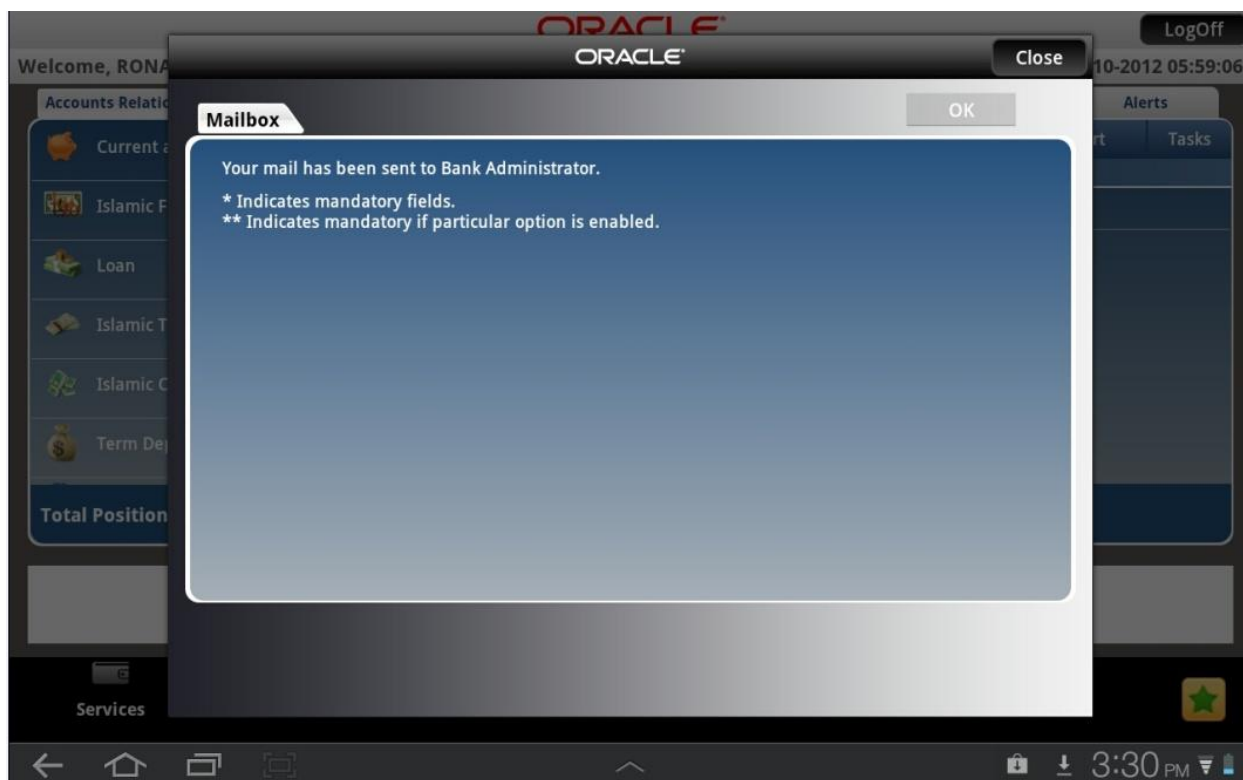 ORACLE
LogOff
ORACLE
Close
Welcome, RONA
10-2012 05:59:06
Accounts Relatio
Alerts
Mailbox
OK
rt
Tasks
Current a
Your mail has been sent to Bank Administrator.
* Indicates mandatory fields.
** Indicates mandatory if particular option is enabled.
Islamic F
Loan
Islamic T
Islamic C
Term Dep
Total Position
Services
3:30 PM